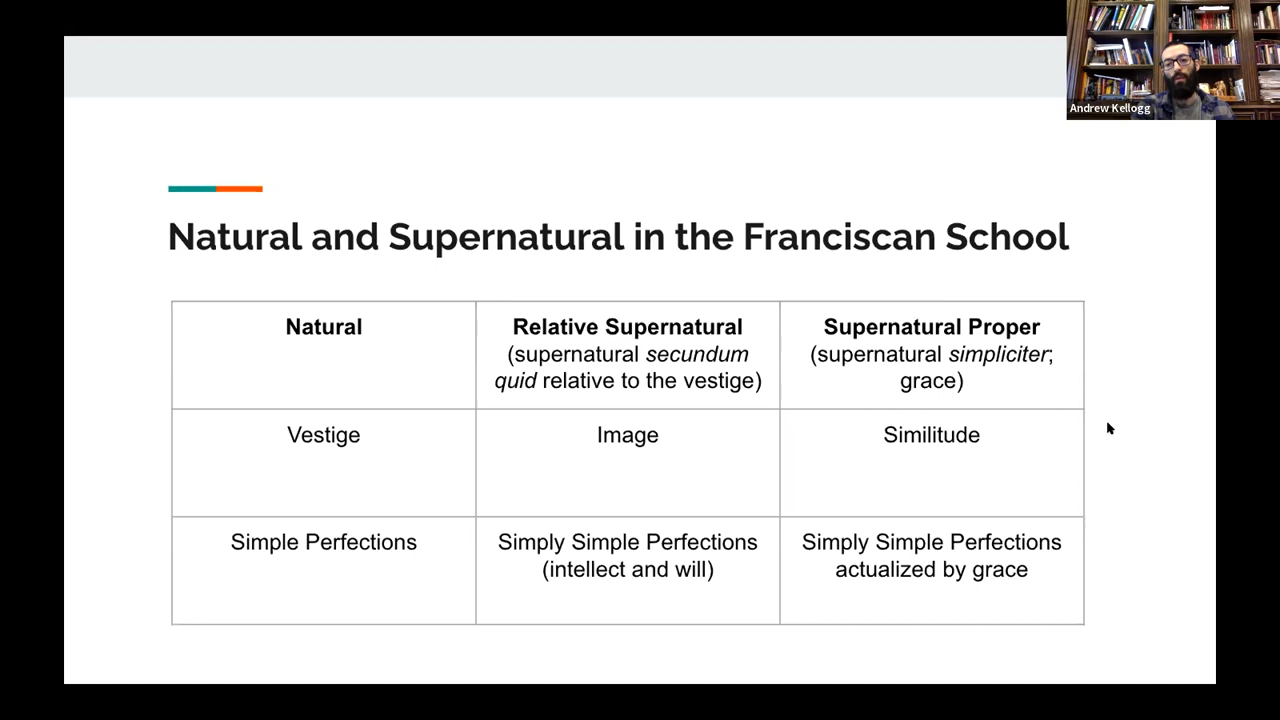 Andrew Kellogg
Natural and Supernatural in the Franciscan School
Natural
Relative Supernatural
(supernatural secundum
quid relative to the vestige)
Supernatural Proper
(supernatural simpliciter;
grace)
Vestige
Image
Similitude
Simple Perfections
Simply Simple Perfections
(intellect and will)
Simply Simple Perfections
actualized by grace